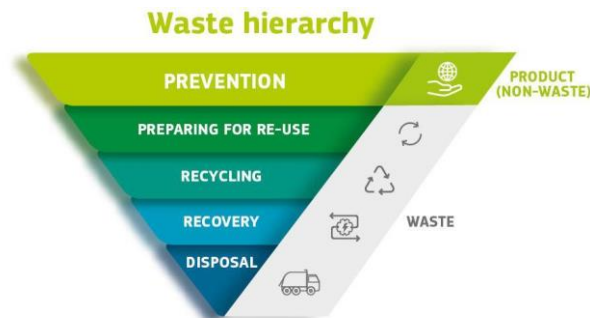 Waste hierarchy
PREVENTION
PRODUCT
(NON-WASTE)
PREPARING FOR RE-USE
RECYCLING
RECOVERY
WASTE
DISPOSAL